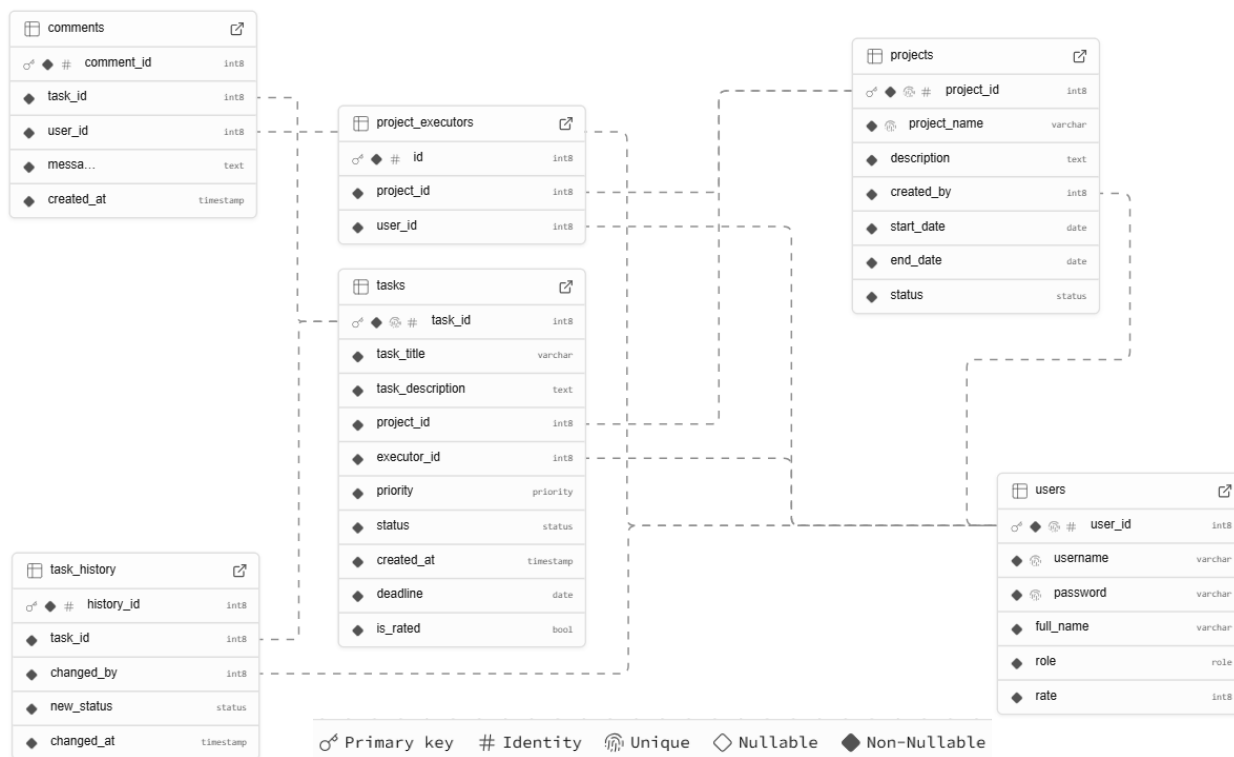 comments
comment_id int8
task_id int8
user_id int8
messa... text
created_at timestamp
project_executors
id int8
project_id int8
user_id int8
tasks
task_id int8
task_title varchar
task_description text
project_id int8
executor_id int8
priority priority
status status
created_at timestamp
deadline date
is_rated bool
projects
project_id int8
project_name varchar
description text
created_by int8
start_date date
end_date date
status status
users
user_id int8
username varchar
password varchar
full_name varchar
role role
rate int8
task_history
history_id int8
task_id int8
changed_by int8
new_status status
changed_at timestamp
Primary key # Identity Unique Nullable Non-Nullable